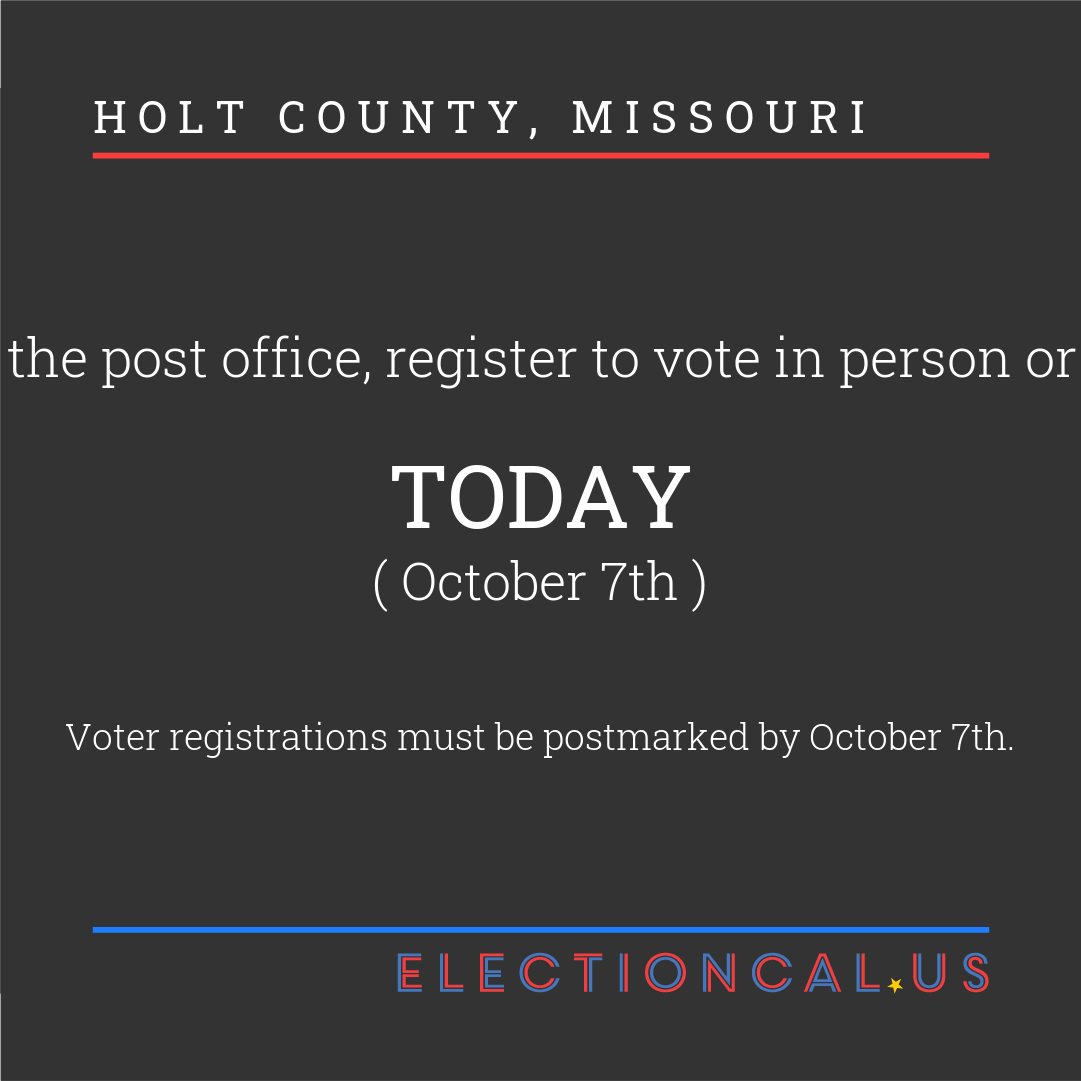 HOLT COUNTY, MISSOURI
the post office, register to vote in person or
TODAY
( October 7th )
Voter registrations must be postmarked by October 7th.
ELECTIONCAL.US